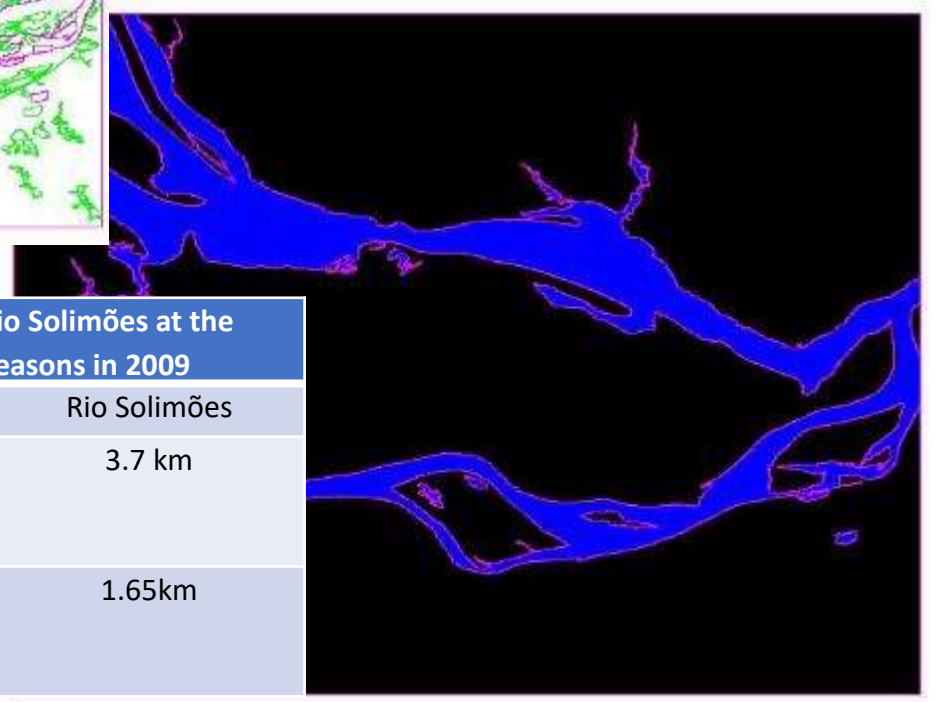 io Solimões at the
easons in 2009
Rio Solimões
3.7 km
1.65km